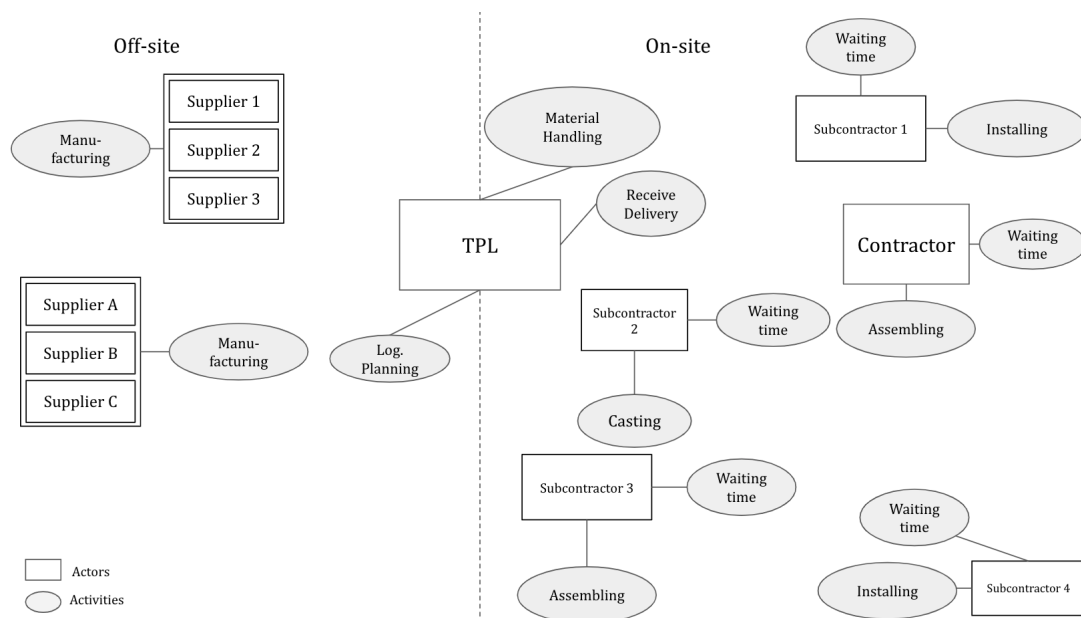 Off-site
On-site
Supplier 1
Supplier 2
Supplier 3
Manu-
facturing
Supplier A
Supplier B
Supplier C
Manu-
facturing
TPL
Material
Handling
Receive
Delivery
Log.
Planning
Waiting
time
Subcontractor 1
Installing
Contractor
Waiting
time
Assembling
Subcontractor
2
Waiting
time
Casting
Subcontractor 3
Waiting
time
Assembling
Waiting
time
Installing
Subcontractor 4
Actors
Activities